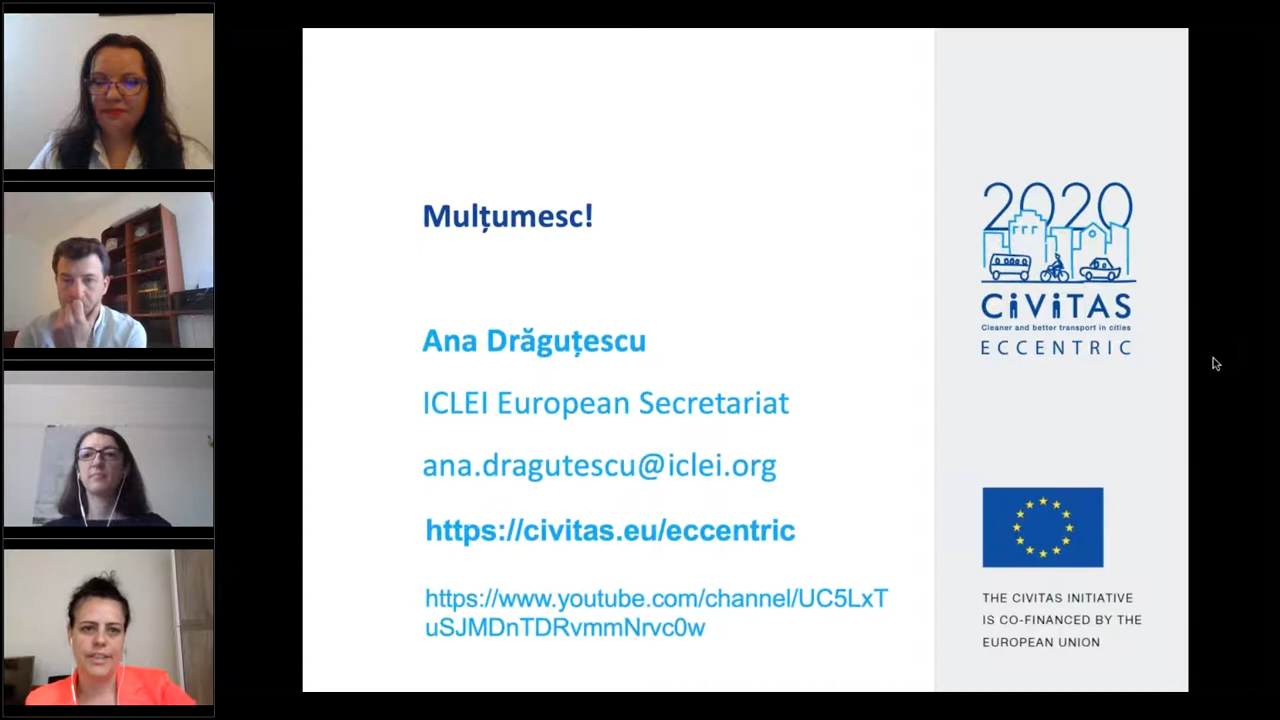 Mulțumesc!
Ana Drăguțescu
ICLEI European Secretariat
ana.dragutescu@iclei.org
https://civitas.eu/eccentric
https://www.youtube.com/channel/UC5LxT
uSJMDnTDRvmmNrvc0w
2020
CiViTAS
Cleaner and better transport in cities
ECCENTRIC
THE CIVITAS INITIATIVE
IS CO-FINANCED BY THE
EUROPEAN UNION